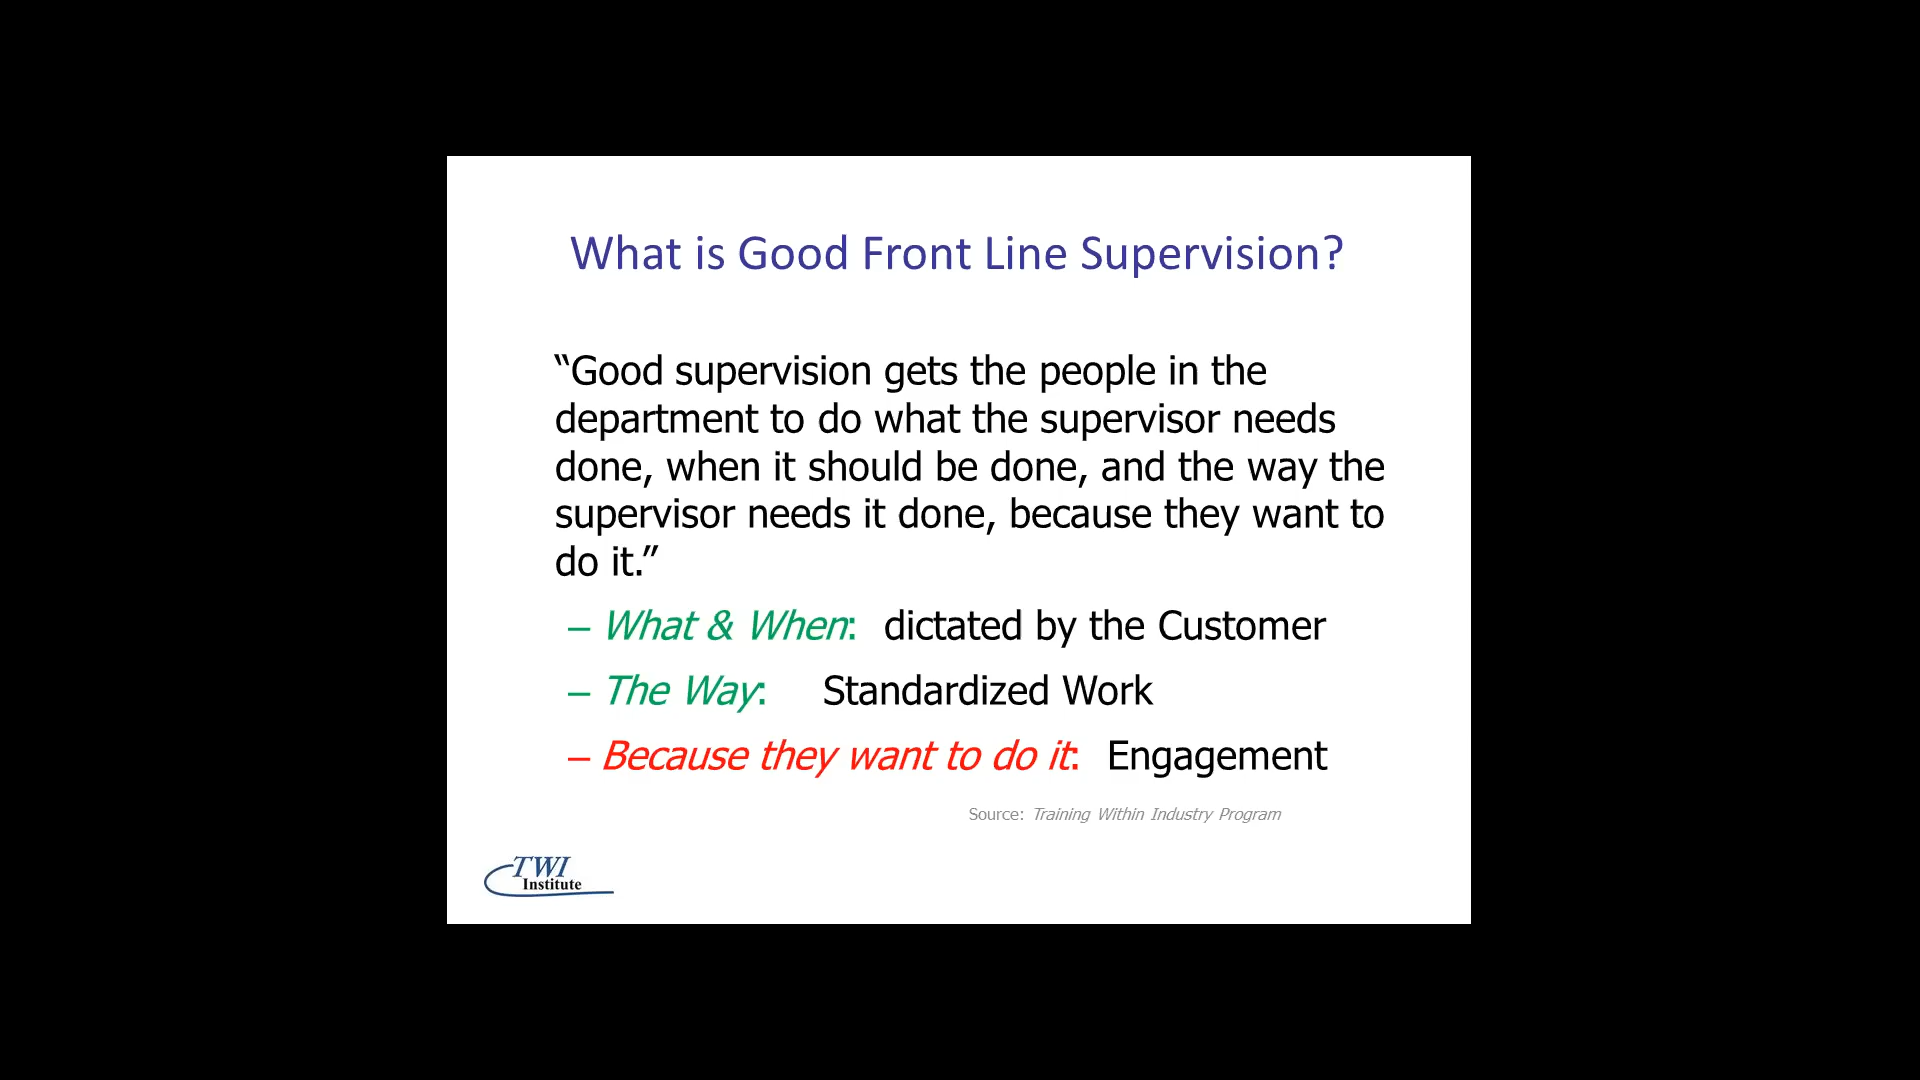 What is Good Front Line Supervision?
“Good supervision gets the people in the
department to do what the supervisor needs
done, when it should be done, and the way the
supervisor needs it done, because they want to
do it.”
– What & When: dictated by the Customer
– The Way: Standardized Work
– Because they want to do it: Engagement
Source: Training Within Industry Program
TWI
Institute